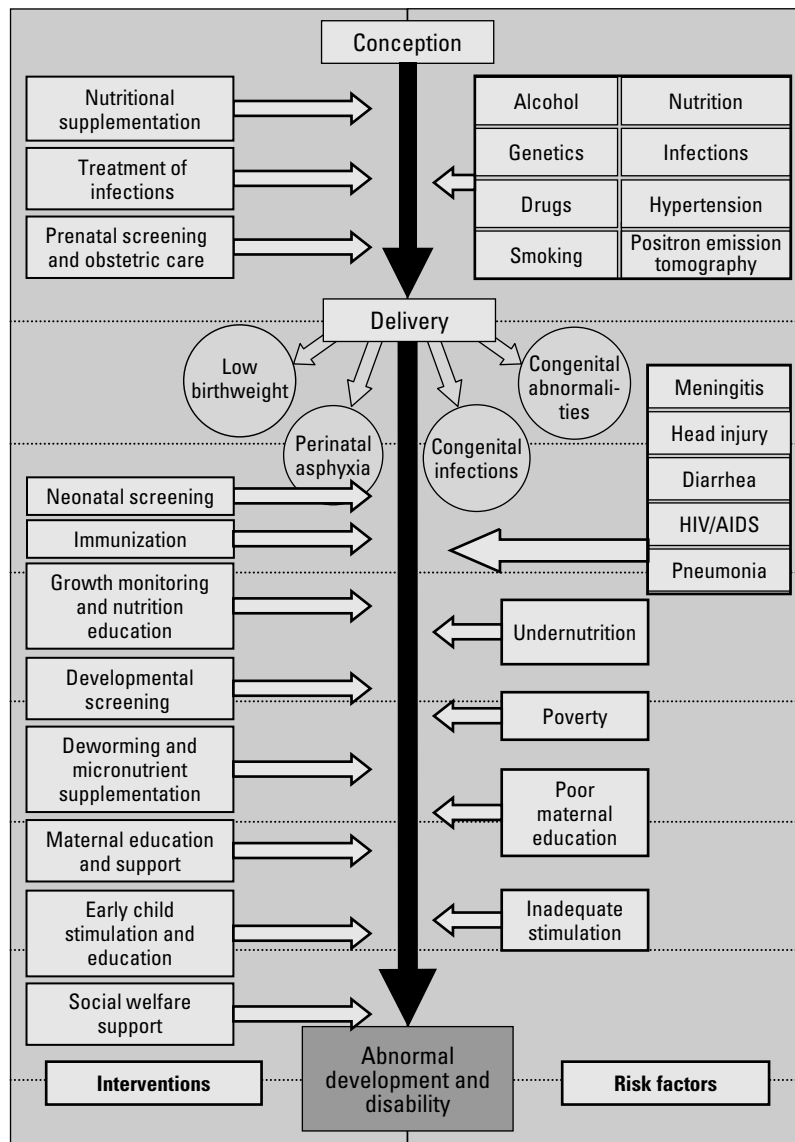 Conception
Nutritional
supplementation
Treatment of
infections
Prenatal screening
and obstetric care
Alcohol
Nutrition
Genetics
Infections
Drugs
Hypertension
Smoking
Positron emission
tomography
Delivery
Low
birthweight
Perinatal
asphyxia
Congenital
infections
Congenital
abnormali-
ties
Meningitis
Head injury
Diarrhea
HIV/AIDS
Pneumonia
Neonatal screening
Immunization
Growth monitoring
and nutrition
education
Developmental
screening
Deworming and
micronutrient
supplementation
Maternal education
and support
Early child
stimulation and
education
Social welfare
support
Undernutrition
Poverty
Poor
maternal
education
Inadequate
stimulation
Abnormal
development and
disability
Interventions
Risk factors